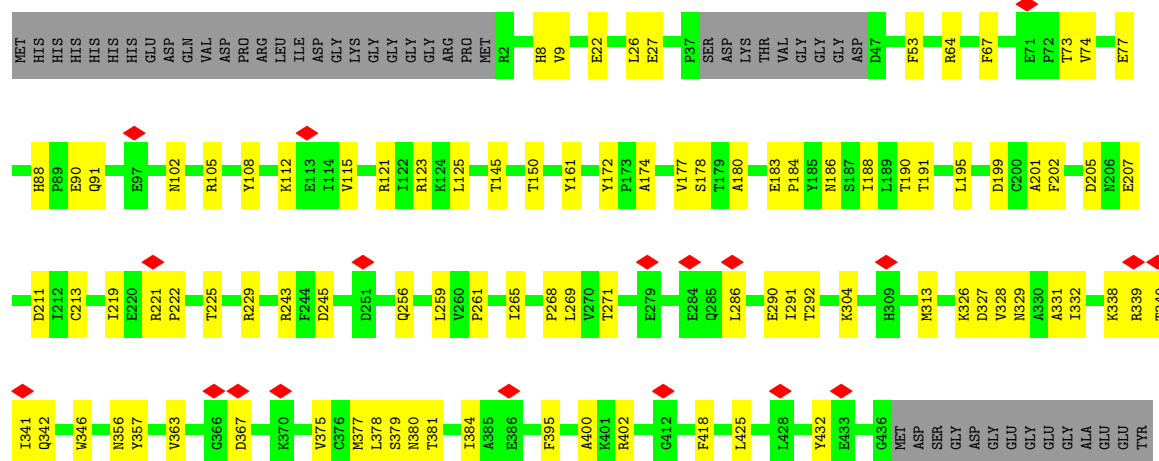 MET HIS HIS HIS HIS HIS HIS GLU ASP GLN VAL ASP PRO ARG LEU ILE ASP GLY LYS GLY GLY GLY GLY ARG PRO MET R2 H8 V9 E22 L26 E27 P37 SER ASP LYS THR VAL GLY GLY ASP D47 F53 R64 F67 E71 P72 T73 V74 E77
H88 P89 E90 Q91 E97 N102 R105 Y108 K112 E113 I114 V115 R121 I122 R123 K124 L125 T145 T150 Y161 Y172 P173 A174 V177 S178 T179 A180 E183 P184 Y185 N186 S187 I188 L189 T190 T191 L195 D199 C200 A201 F202 D205 N206 E207
D211 I212 C213 I219 E220 R221 P222 T225 R229 R243 F244 D245 D251 Q256 L259 V260 P261 I265 P268 L269 V270 T271 E279 E284 Q285 L286 E290 I291 T292 K304 H309 M313 K326 D327 V328 N329 A330 A331 I332 K338 R339
I341 Q342 W346 N356 Y357 V363 G366 D367 K370 V375 C376 M377 L378 S379 N380 T381 I384 A385 E386 F395 A400 K401 R402 G412 F418 L425 L428 Y432 E433 G436 MET ASP SER GLY ASP GLY GLU GLY GLU GLY ALA GLU GLU TYR